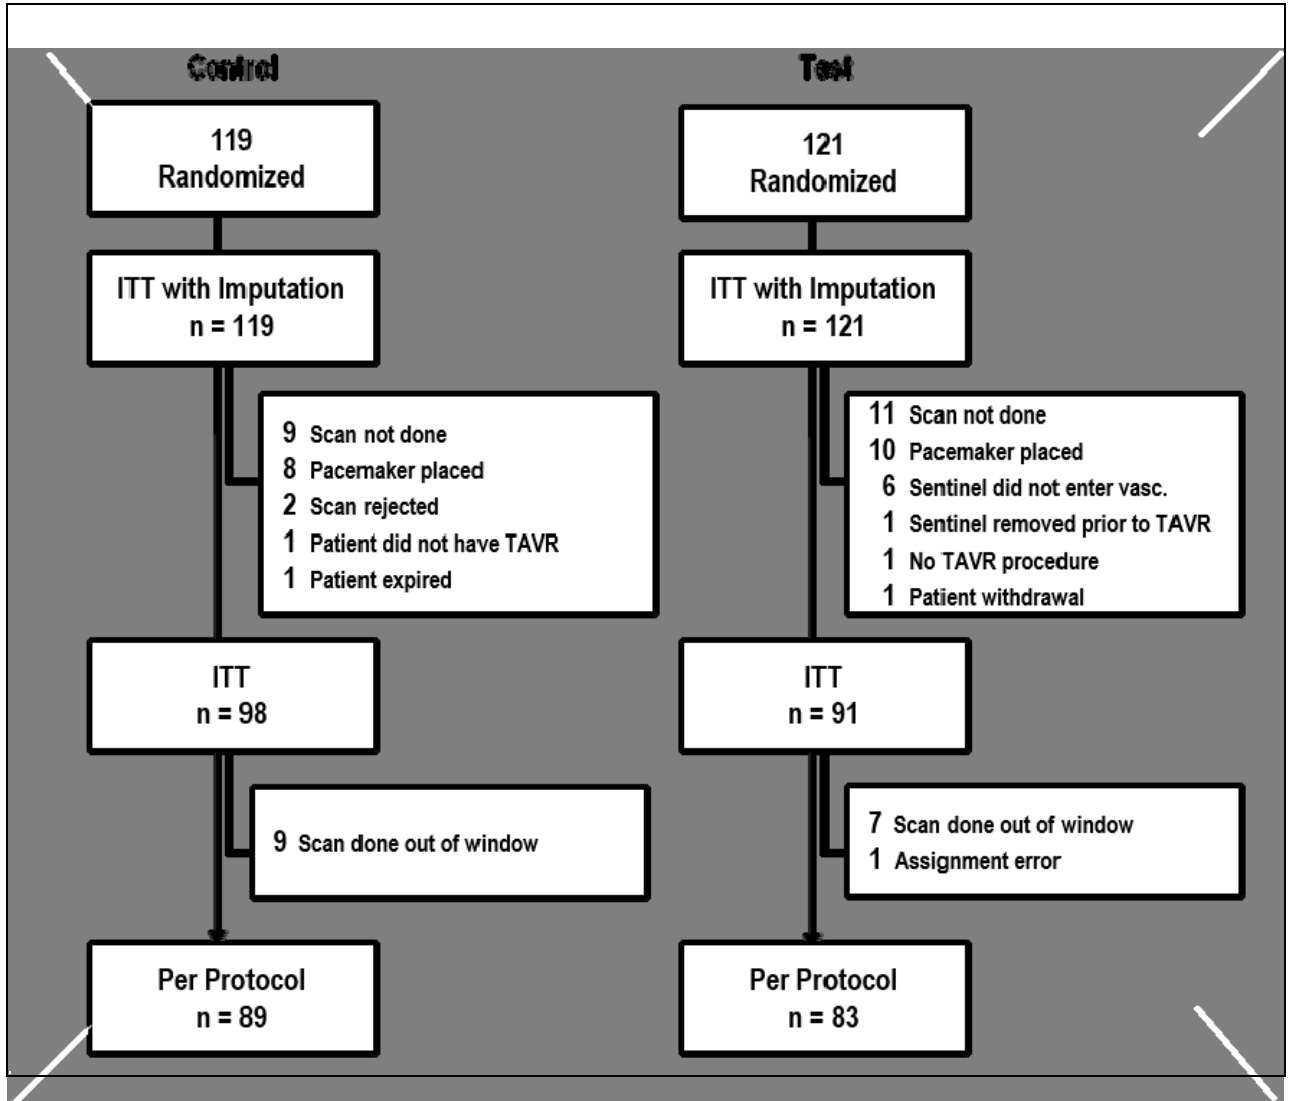 Control
119
Randomized
ITT with Imputation
n = 119
9 Scan not done
8 Pacemaker placed
2 Scan rejected
1 Patient did not have TAVR
1 Patient expired
ITT
n = 98
9 Scan done out of window
Per Protocol
n = 89
Test
121
Randomized
ITT with Imputation
n = 121
11 Scan not done
10 Pacemaker placed
6 Sentinel did not enter vasc.
1 Sentinel removed prior to TAVR
1 No TAVR procedure
1 Patient withdrawal
ITT
n = 91
7 Scan done out of window
1 Assignment error
Per Protocol
n = 83